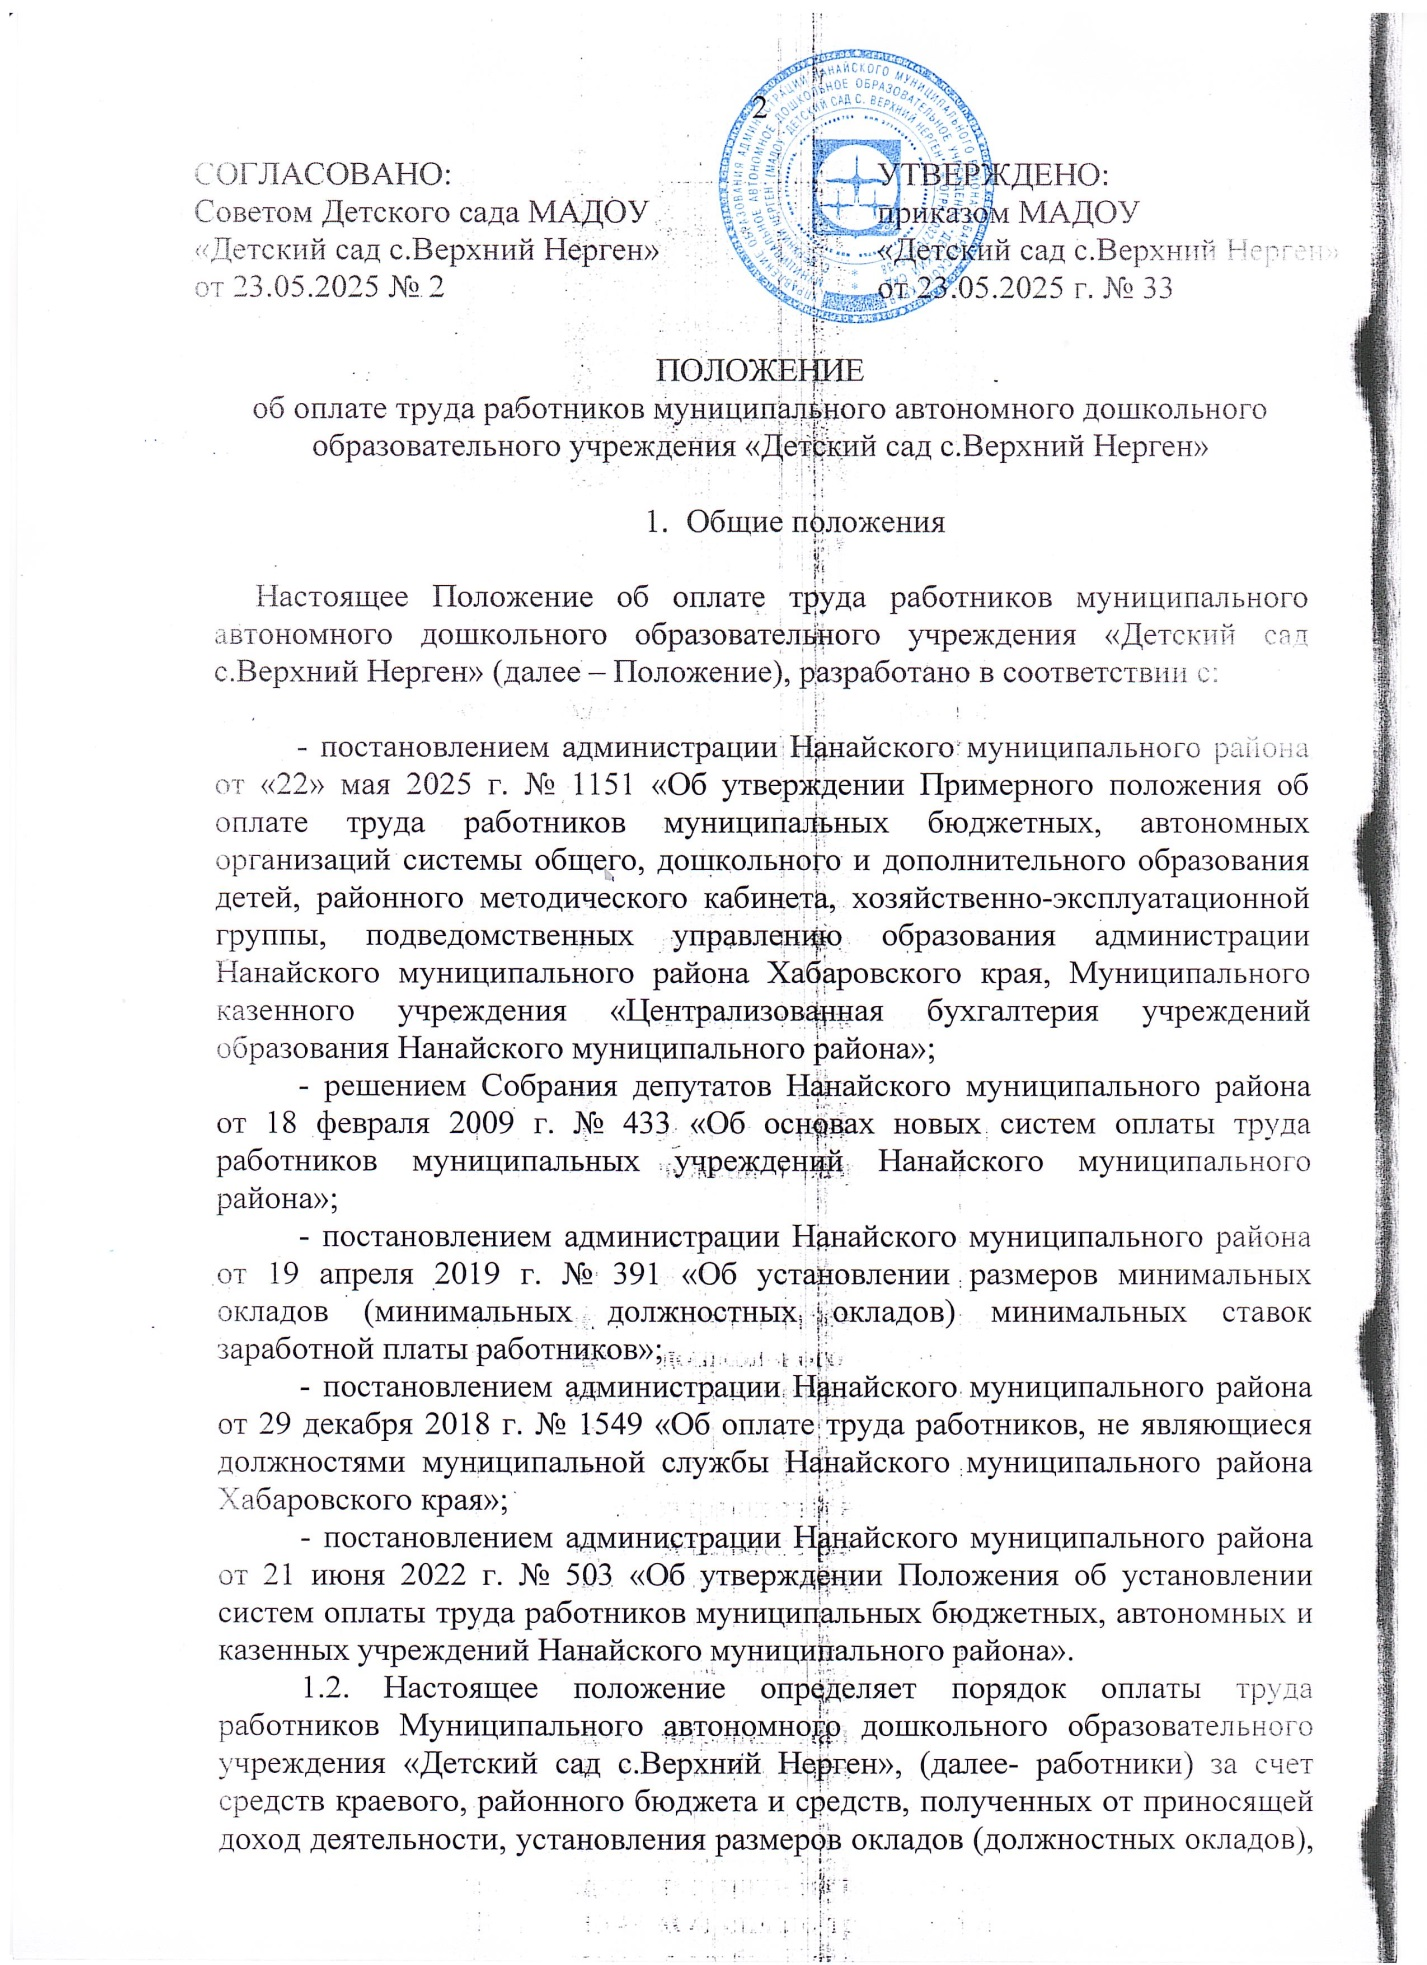 2
СОГЛАСОВАНО:
Советом Детского сада МАДОУ
«Детский сад с.Верхний Нерген»
от 23.05.2025 № 2
УТВЕРЖДЕНО:
приказом МАДОУ
«Детский сад с.Верхний Нерген»
от 23.05.2025 г. № 33
ПОЛОЖЕНИЕ
об оплате труда работников муниципального автономного дошкольного
образовательного учреждения «Детский сад с.Верхний Нерген»
1. Общие положения
Настоящее Положение об оплате труда работников муниципального
автономного дошкольного образовательного учреждения «Детский сад
с.Верхний Нерген» (далее – Положение), разработано в соответствии с:
- постановлением администрации Нанайского муниципального района
от «22» мая 2025 г. № 1151 «Об утверждении Примерного положения об
оплате труда работников муниципальных бюджетных, автономных
организаций системы общего, дошкольного и дополнительного образования
детей, районного методического кабинета, хозяйственно-эксплуатационной
группы, подведомственных управлению образования администрации
Нанайского муниципального района Хабаровского края, Муниципального
казенного учреждения «Централизованная бухгалтерия учреждений
образования Нанайского муниципального района»;
- решением Собрания депутатов Нанайского муниципального района
от 18 февраля 2009 г. № 433 «Об основах новых систем оплаты труда
работников муниципальных учреждений Нанайского муниципального
района»;
- постановлением администрации Нанайского муниципального района
от 19 апреля 2019 г. № 391 «Об установлении размеров минимальных
окладов (минимальных должностных окладов) минимальных ставок
заработной платы работников»;
- постановлением администрации Нанайского муниципального района
от 29 декабря 2018 г. № 1549 «Об оплате труда работников, не являющиеся
должностями муниципальной службы Нанайского муниципального района
Хабаровского края»;
- постановлением администрации Нанайского муниципального района
от 21 июня 2022 г. № 503 «Об утверждении Положения об установлении
систем оплаты труда работников муниципальных бюджетных, автономных и
казенных учреждений Нанайского муниципального района».
1.2. Настоящее положение определяет порядок оплаты труда
работников Муниципального автономного дошкольного образовательного
учреждения «Детский сад с.Верхний Нерген», (далее- работники) за счет
средств краевого, районного бюджета и средств, полученных от приносящей
доход деятельности, установления размеров окладов (должностных окладов),